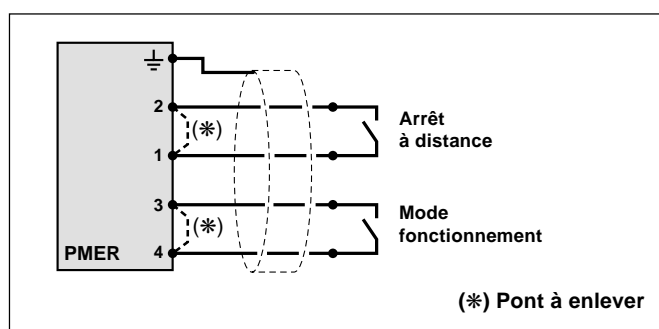 2
(✻)
1
Arrêt
à distance
3
(✻)
4
PMER
Mode
fonctionnement
(✻) Pont à enlever